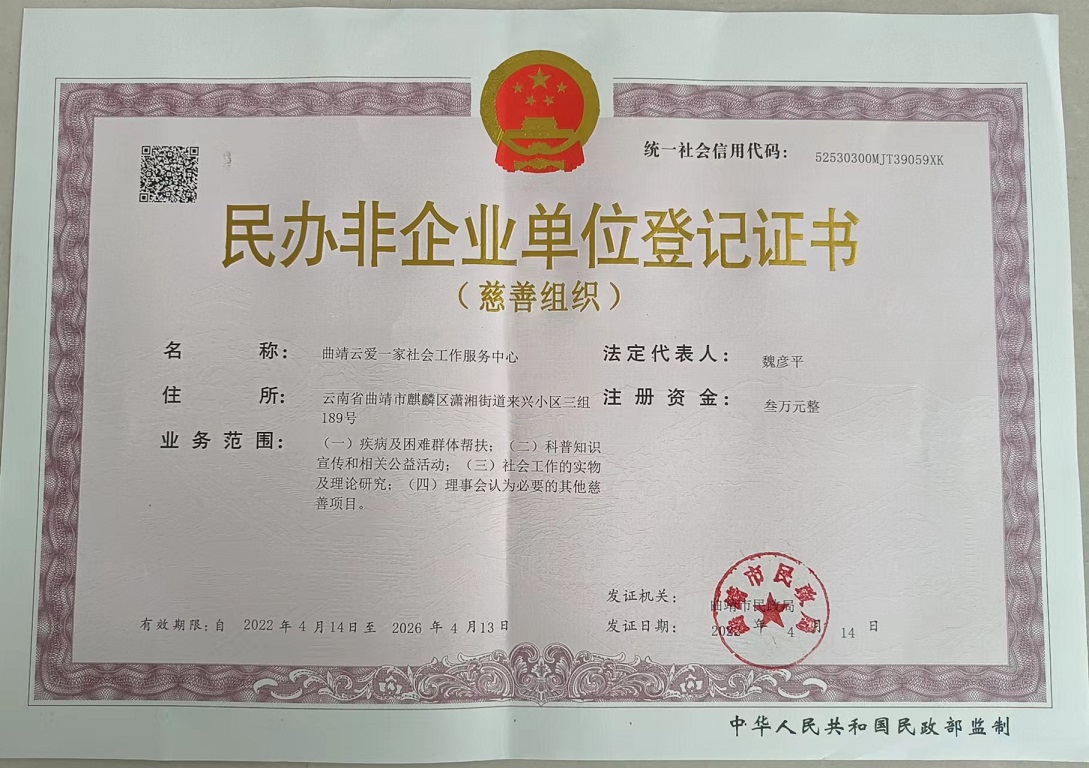 统一社会信用代码： 52530300MJT39059XK
民办非企业单位登记证书
（慈善组织）
名 称： 曲靖云爱一家社会工作服务中心
法定代表人： 魏彦平
住 所： 云南省曲靖市麒麟区潇湘街道来兴小区三组
189号
注册资金： 叁万元整
业务范围： （一）疾病及困难群体帮扶；（二）科普知识
宣传和相关公益活动；（三）社会工作的实物
及理论研究；（四）理事会认为必要的其他慈
善项目。
发证机关： 曲靖市民政局
发证日期： 2022 年 4 月 14 日
有效期限：自 2022 年 4 月 14 日至 2026 年 4 月 13 日
曲靖市民政局
中华人民共和国民政部监制